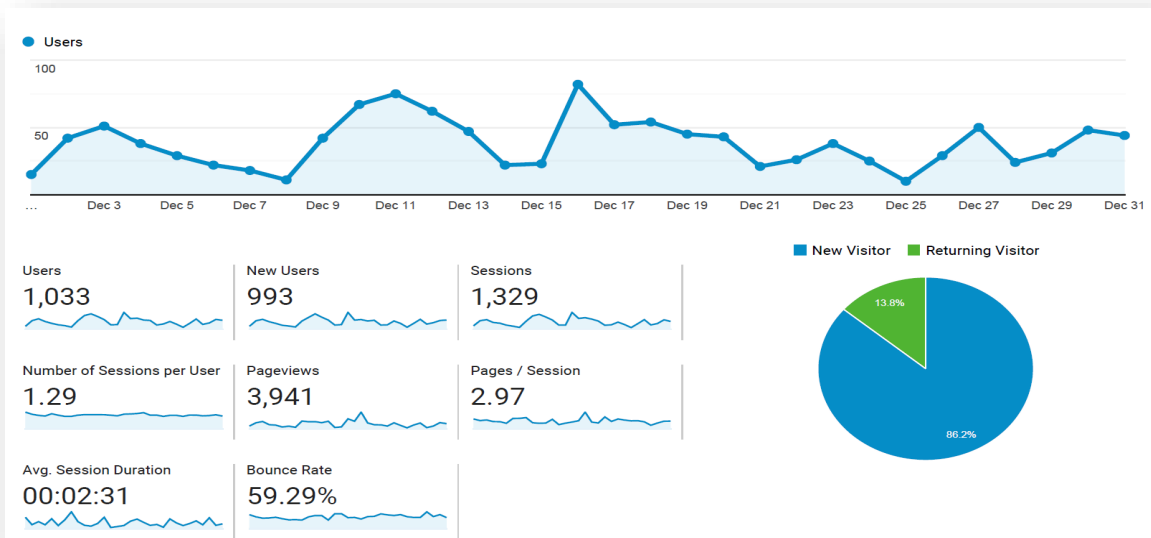 Users
100
50
... Dec 3 Dec 5 Dec 7 Dec 9 Dec 11 Dec 13 Dec 15 Dec 17 Dec 19 Dec 21 Dec 23 Dec 25 Dec 27 Dec 29 Dec 31
New Visitor Returning Visitor
Users New Users Sessions
1,033 993 1,329
13.8%
Number of Sessions per User Pageviews Pages / Session
1.29 3,941 2.97
86.2%
Avg. Session Duration Bounce Rate
00:02:31 59.29%